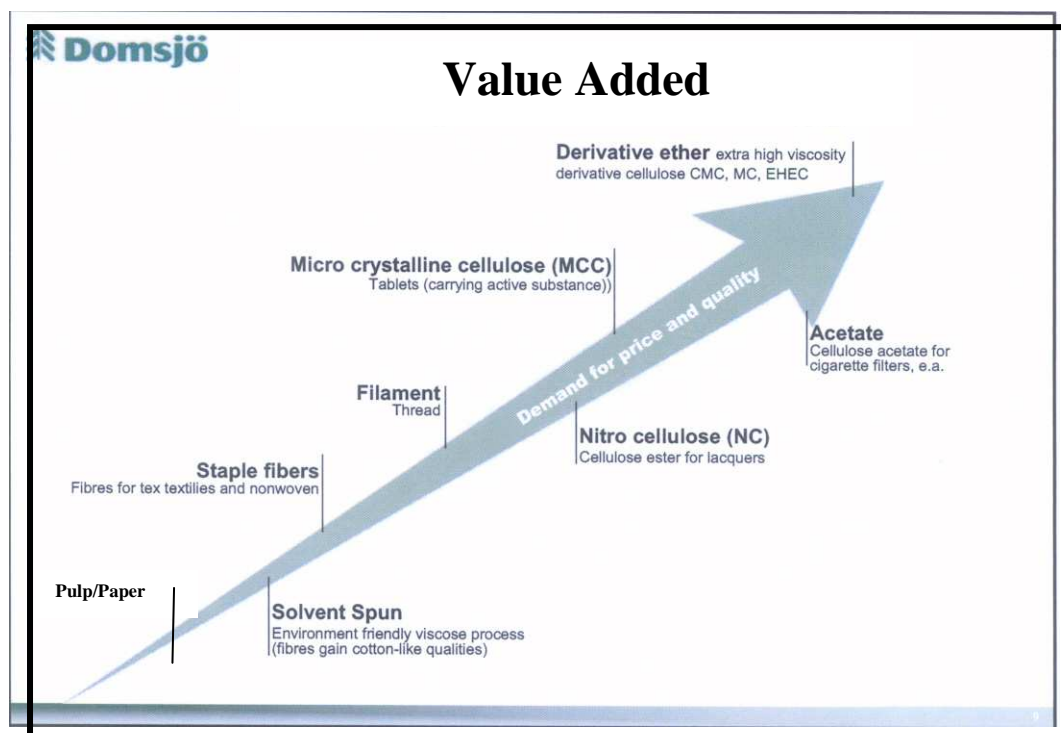 Domsjö
Value Added
Derivative ether extra high viscosity
derivative cellulose CMC, MC, EHEC
Micro crystalline cellulose (MCC)
Tablets (carrying active substance))
Demand for price and quality
Acetate
Cellulose acetate for
cigarette filters, e.a.
Filament
Thread
Nitro cellulose (NC)
Cellulose ester for lacquers
Staple fibers
Fibres for tex textilies and nonwoven
Pulp/Paper
Solvent Spun
Environment friendly viscose process
(fibres gain cotton-like qualities)
9